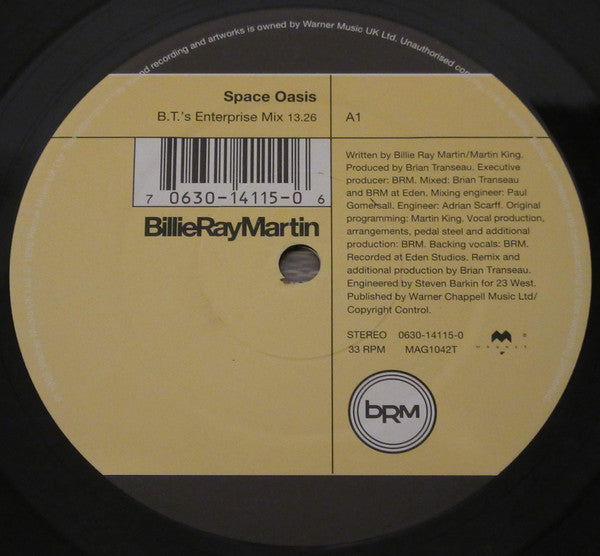 sound recording and artworks is owned by Warner Music UK Ltd. Unauthorised
Space Oasis
B.T.'s Enterprise Mix 13.26
A1
7 0630-14115-0 6
BillieRayMartin
Written by Billie Ray Martin/Martin King.
Produced by Brian Transeau. Executive
producer: BRM. Mixed: Brian Transeau
and BRM at Eden. Mixing engineer: Paul
Gomersall. Engineer: Adrian Scarff. Original
programming: Martin King. Vocal production,
arrangements, pedal steel and additional
production: BRM. Backing vocals: BRM.
Recorded at Eden Studios. Remix and
additional production by Brian Transeau.
Engineered by Steven Barkin for 23 West.
Published by Warner Chappell Music Ltd/
Copyright Control.
STEREO 0630-14115-0
33 RPM MAG1042T
MAGNET
®
bRM